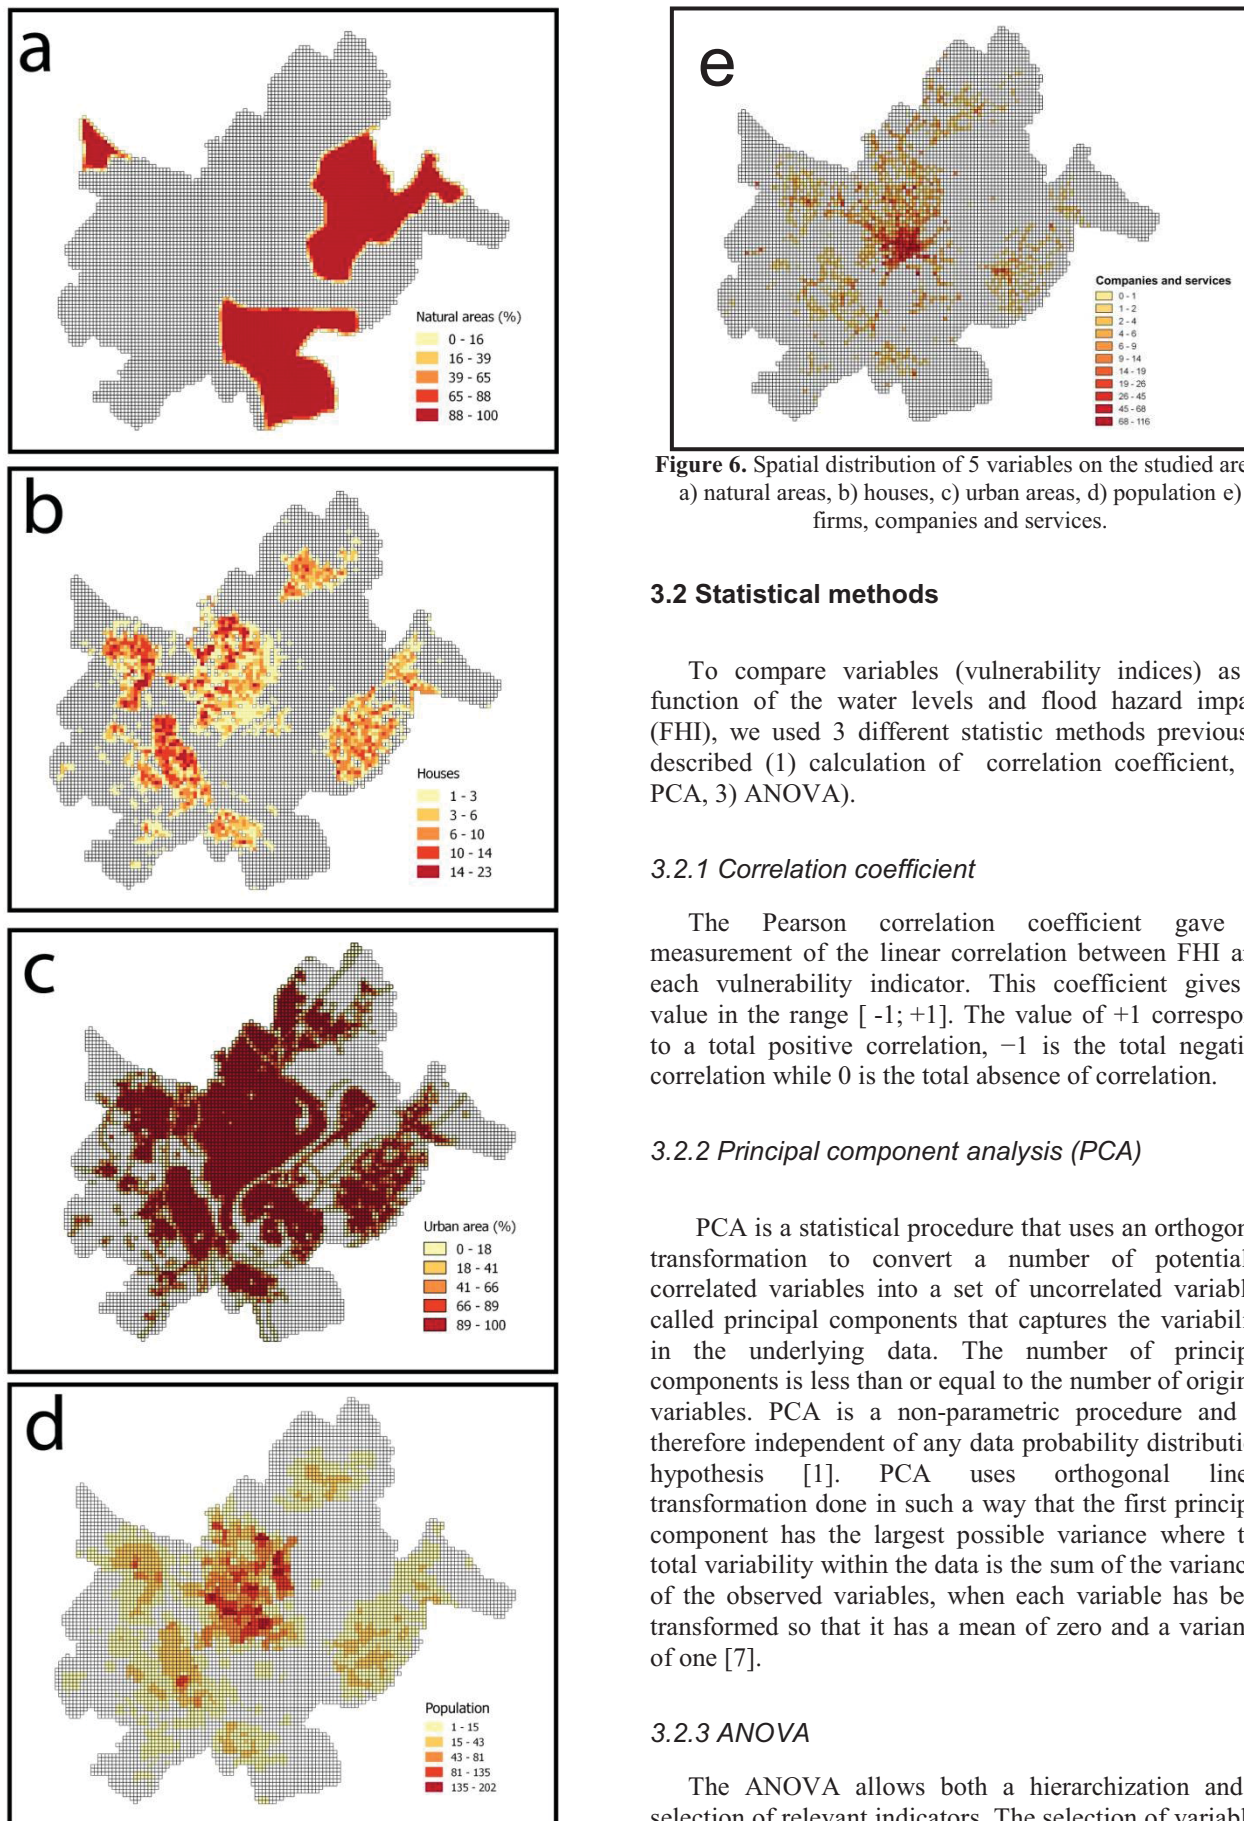 a
Natural areas (%)
0 - 16
16 - 39
39 - 65
65 - 88
88 - 100
b
Houses
1 - 3
3 - 6
6 - 10
10 - 14
14 - 23
c
Urban area (%)
0 - 18
18 - 41
41 - 66
66 - 89
89 - 100
d
Population
1 - 15
15 - 43
43 - 81
81 - 135
135 - 202
e
Companies and services
0 - 1
1 - 2
2 - 4
4 - 6
6 - 9
9 - 14
14 - 19
19 - 26
26 - 45
45 - 68
68 - 116
Figure 6. Spatial distribution of 5 variables on the studied are
a) natural areas, b) houses, c) urban areas, d) population e)
firms, companies and services.
3.2 Statistical methods
To compare variables (vulnerability indices) as
function of the water levels and flood hazard impa
(FHI), we used 3 different statistic methods previous
described (1) calculation of correlation coefficient,
PCA, 3) ANOVA).
3.2.1 Correlation coefficient
The Pearson correlation coefficient gave
measurement of the linear correlation between FHI a
each vulnerability indicator. This coefficient gives
value in the range [ -1; +1]. The value of +1 correspon
to a total positive correlation, −1 is the total negati
correlation while 0 is the total absence of correlation.
3.2.2 Principal component analysis (PCA)
PCA is a statistical procedure that uses an orthogon
transformation to convert a number of potential
correlated variables into a set of uncorrelated variabl
called principal components that captures the variabili
in the underlying data. The number of princip
components is less than or equal to the number of origin
variables. PCA is a non-parametric procedure and
therefore independent of any data probability distributi
hypothesis [1]. PCA uses orthogonal line
transformation done in such a way that the first princip
component has the largest possible variance where t
total variability within the data is the sum of the varianc
of the observed variables, when each variable has be
transformed so that it has a mean of zero and a varian
of one [7].
3.2.3 ANOVA
The ANOVA allows both a hierarchization and
selection of relevant indicators. The selection of variabl